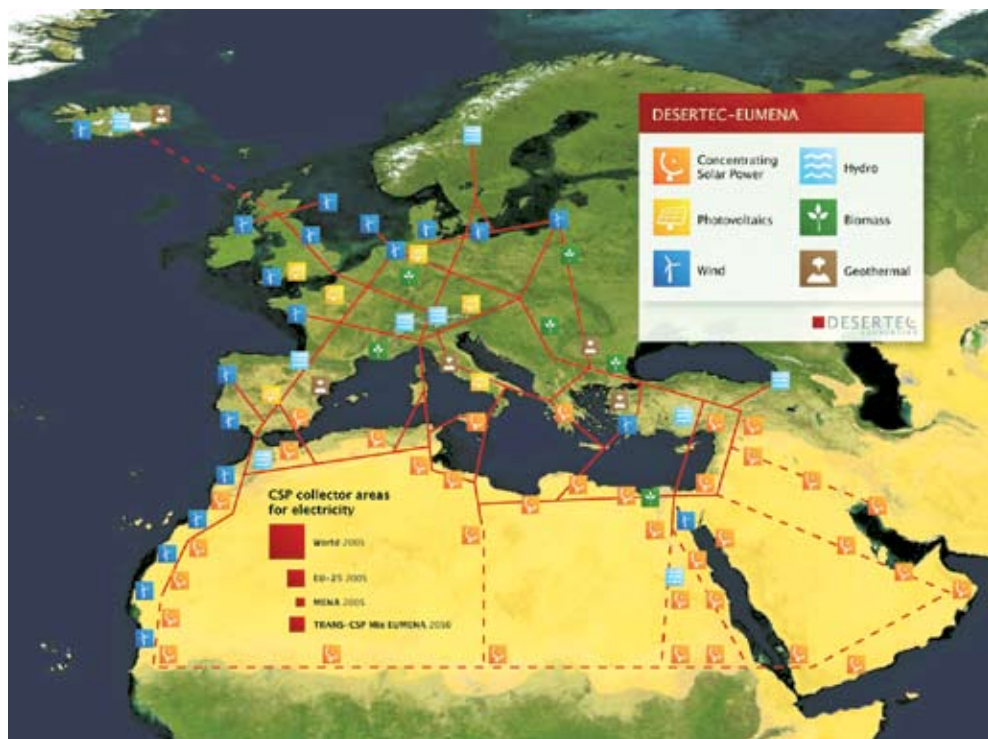 DESERTEC-EUMENA
Concentrating
Solar Power
Hydro
Photovoltaics
Biomass
Wind
Geothermal
DESERTEC
FOUNDATION
CSP collector areas
for electricity
World 2005
EU-25 2005
MENA 2005
TRANS-CSP Mix EUMENA 2050